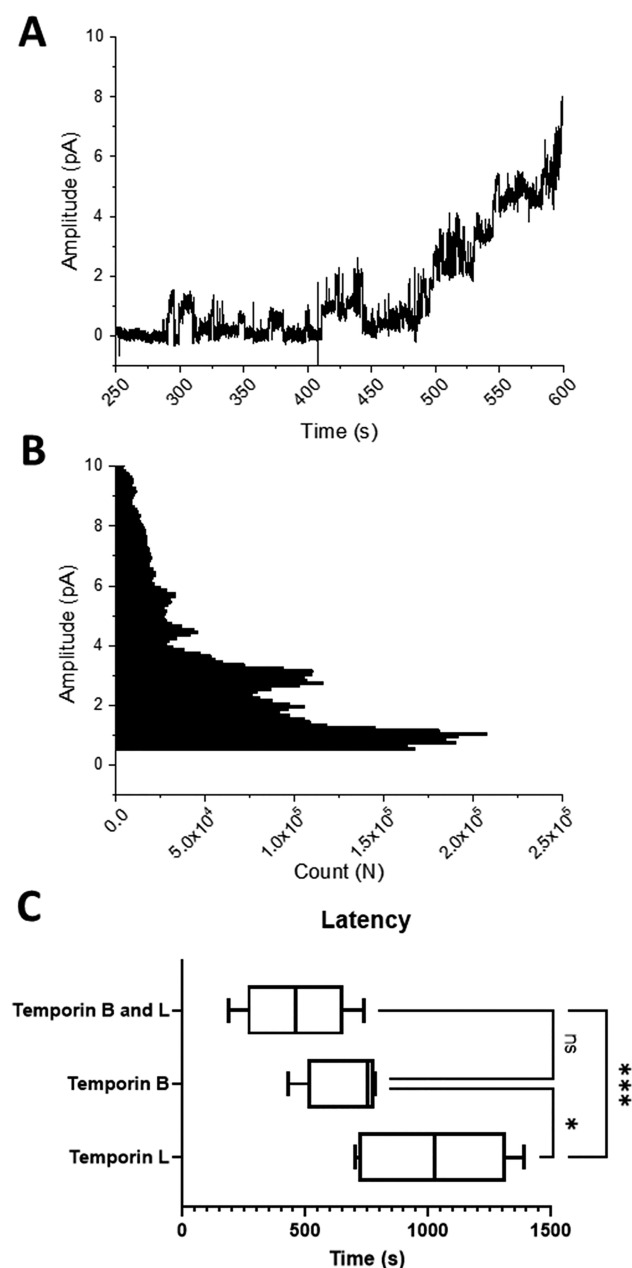 A
10
8
6
4
2
0
Amplitude (pA)
250 300 350 400 450 500 550 600
Time (s)
B
10
8
6
4
2
0
Amplitude (pA)
0.0 5.0x10⁴ 1.0x10⁵ 1.5x10⁵ 2.0x10⁵ 2.5x10⁵
Count (N)
C
Latency
Temporin B and L
Temporin B
Temporin L
ns
*
***
0 500 1000 1500
Time (s)